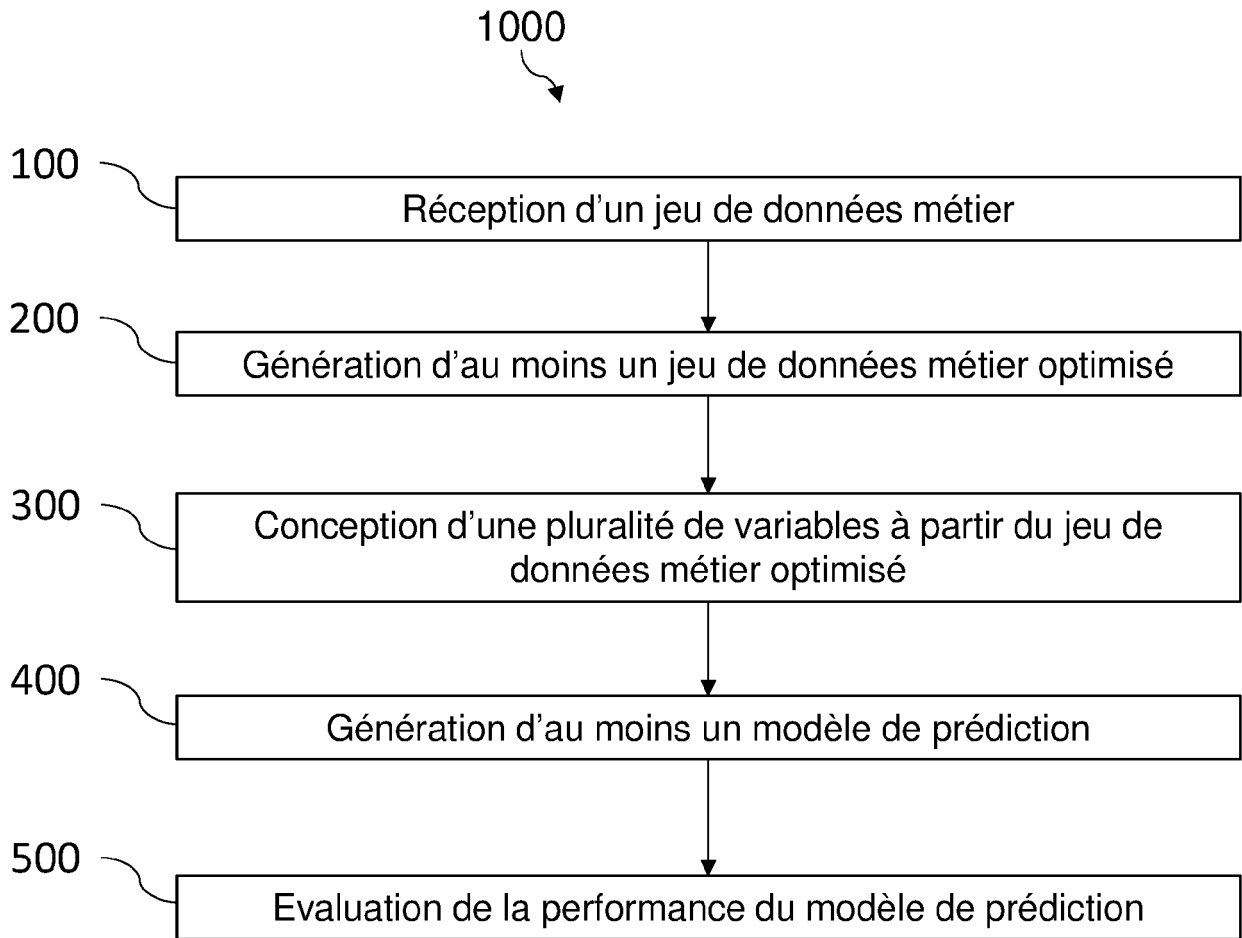 1000
100
Réception d'un jeu de données métier
200
Génération d'au moins un jeu de données métier optimisé
300
Conception d'une pluralité de variables à partir du jeu de
données métier optimisé
400
Génération d'au moins un modèle de prédiction
500
Evaluation de la performance du modèle de prédiction